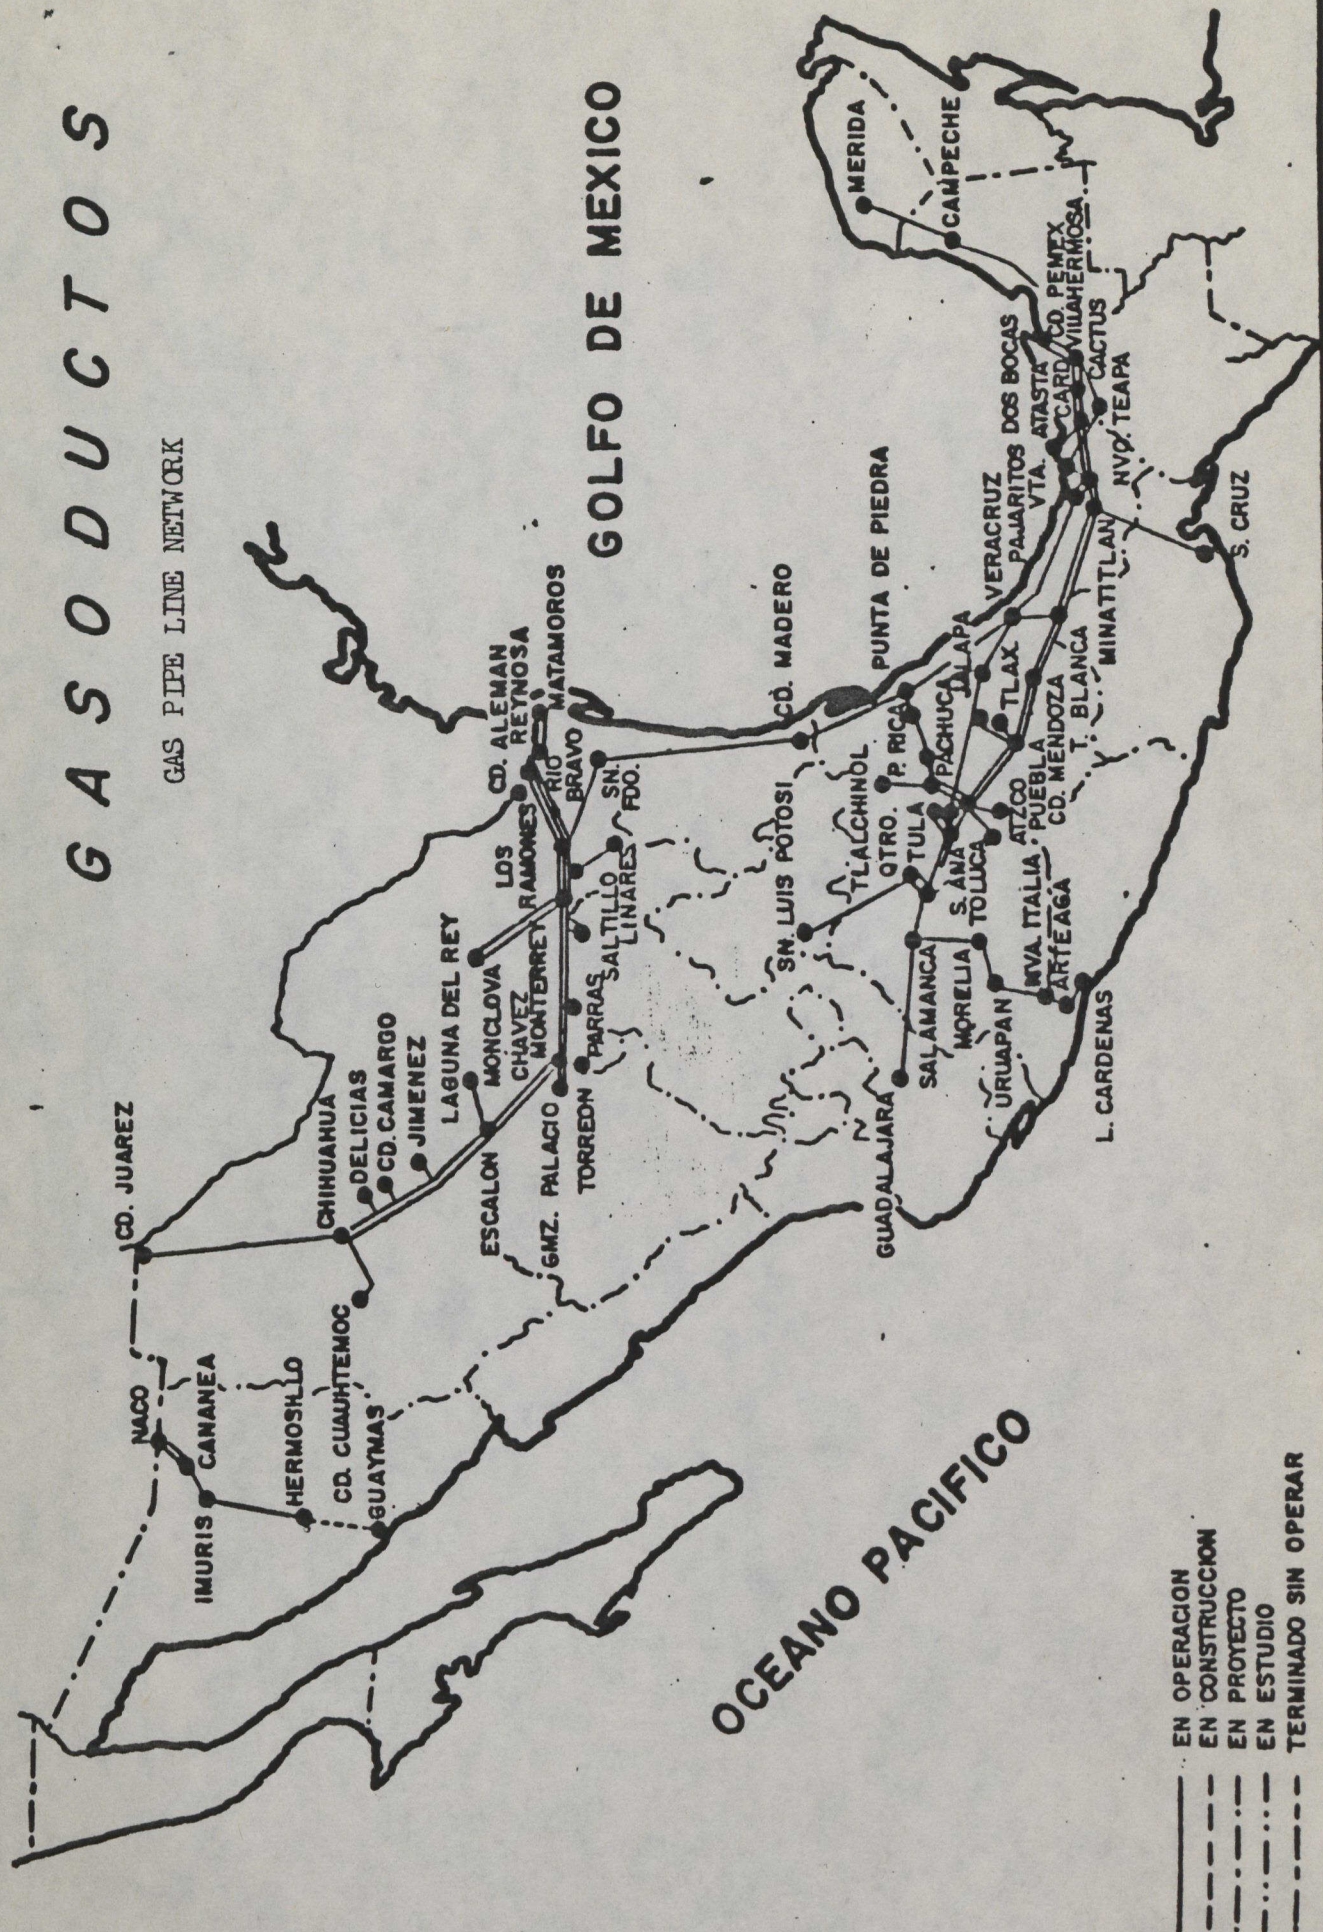 GASODUCTOS
GAS PIPE LINE NETWORK
GOLFO DE MEXICO
OCEANO PACIFICO
NACO
CANANEA
IMURIS
HERMOSILLO
GUAYMAS
CD. JUAREZ
CHIHUAHUA
CD. CUAUHTEMOC
DELICIAS
CD. CAMARGO
JIMENEZ
ESCALON
LAGUNA DEL REY
MONCLOVA
CHAVEZ
MONTERREY
GMZ. PALACIO
TORREON
PARRAS
SALTILLO
LINARES
LOS
RAMONES
CD. ALEMAN
REYNOSA
MATAMOROS
RIO
BRAVO
SN.
FDO.
CD. MADERO
PUNTA DE PIEDRA
SN. LUIS POTOSI
TLALCHINOL
P. RICA
PACHUCA
JALAPA
QTRO.
TULA
S. ANA
TOLUCA
ATZCO
PUEBLA
CD. MENDOZA
TLAX.
T. BLANCA
VERACRUZ
MINATITLAN
PAJARITOS
DOS BOCAS
VTA.
ATASTA
CARD.
CD. PEMEX
VILLAHERMOSA
CACTUS
NVO. TEAPA
S. CRUZ
CAMPECHE
MERIDA
GUADALAJARA
SALAMANCA
MORELIA
URUAPAN
NVA. ITALIA
ARTEAGA
L. CARDENAS
EN OPERACION
EN CONSTRUCCION
EN PROYECTO
EN ESTUDIO
TERMINADO SIN OPERAR